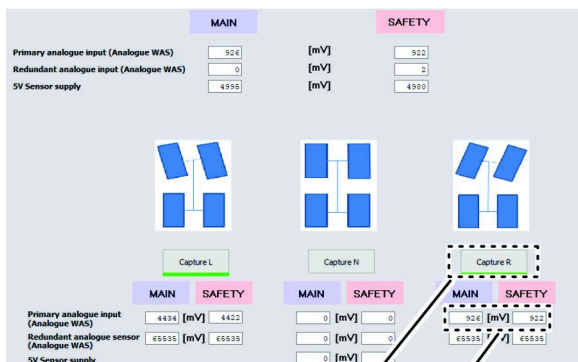 MAIN SAFETY
Primary analogue input (Analogue WAS) 926 [mV] 922
Redundant analogue input (Analogue WAS) 0 [mV] 2
5V Sensor supply 4995 4980
Capture L Capture N Capture R
MAIN SAFETY MAIN SAFETY MAIN SAFETY
Primary analogue input 4434 [mV] 4422 0 [mV] 0 926 [mV] 922
(Analogue WAS)
Redundant analogue sensor 65535 [mV] 65535 0 [mV] 0 65535 [mV] 65535
(Analogue WAS)
5V Sensor supply 0 [mV]